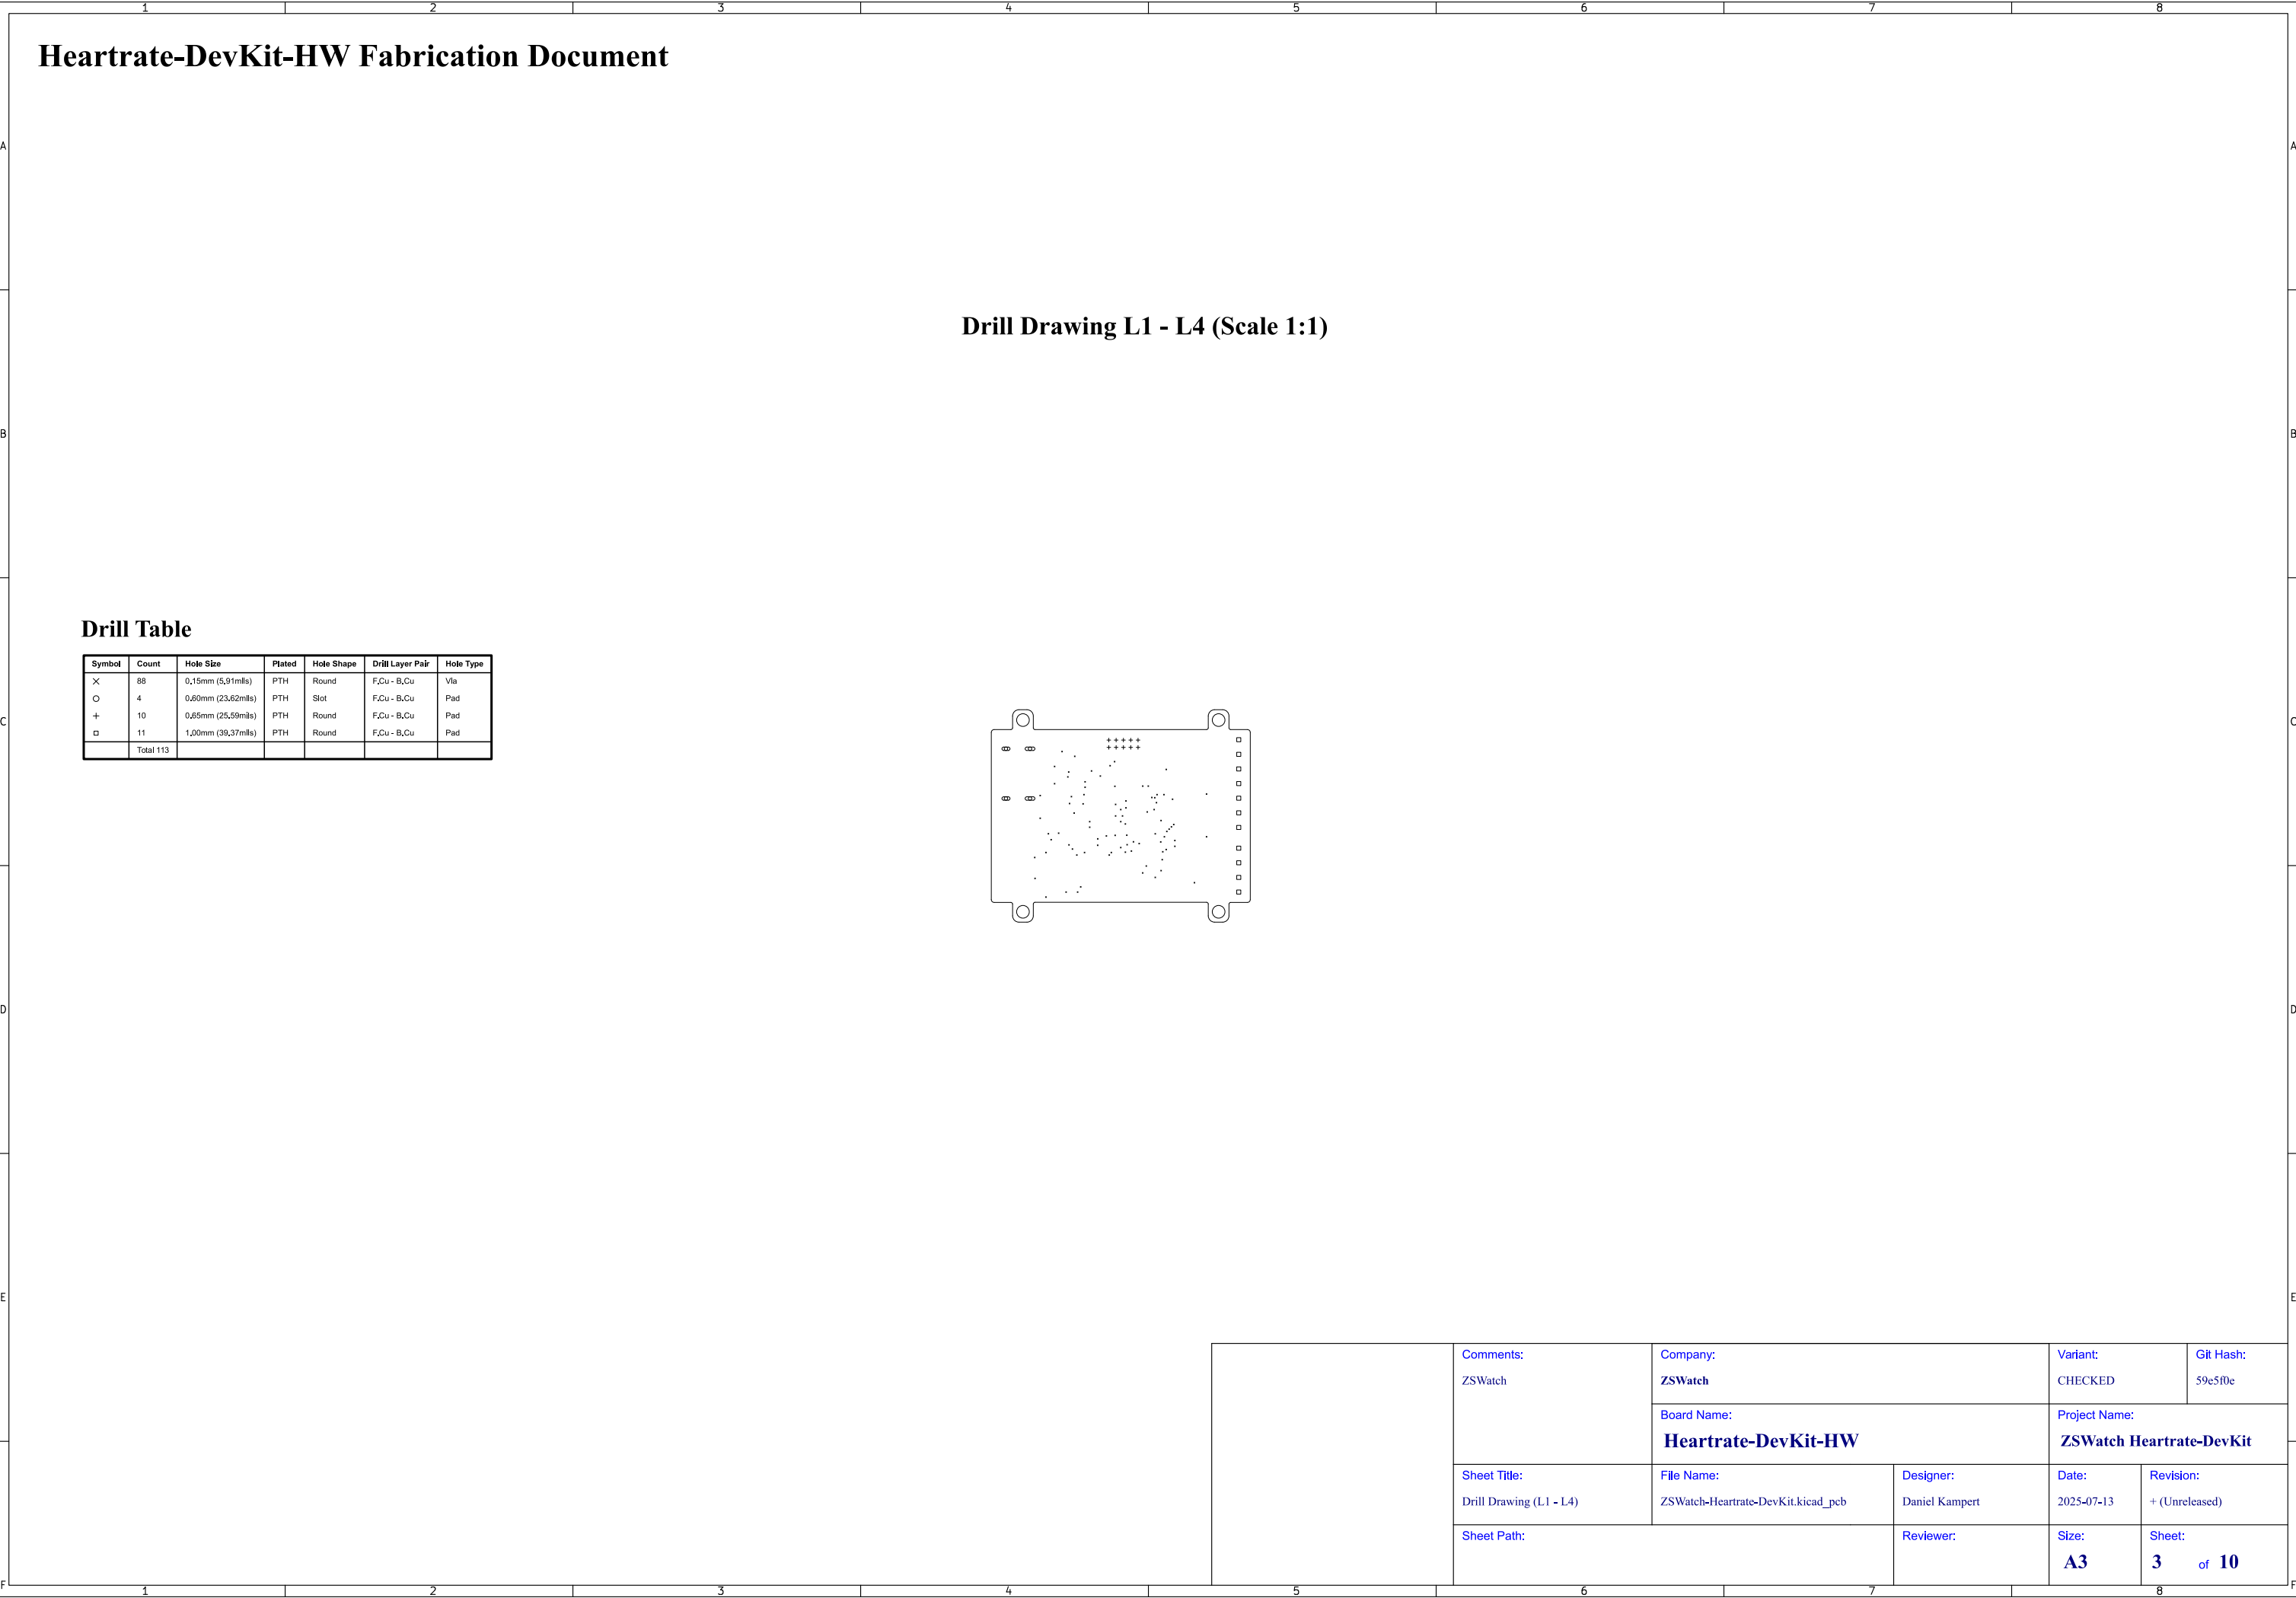 1 2 3 4 5 6 7 8
Heartrate-DevKit-HW Fabrication Document
A A
Drill Drawing L1 - L4 (Scale 1:1)
B B
Drill Table
Symbol Count Hole Size Plated Hole Shape Drill Layer Pair Hole Type
88 0.15mm (5.91mils) PTH Round F.Cu - B.Cu Via
4 0.60mm (23.62mils) PTH Slot F.Cu - B.Cu Pad
10 0.65mm (25.59mils) PTH Round F.Cu - B.Cu Pad
11 1.00mm (39.37mils) PTH Round F.Cu - B.Cu Pad
Total 113
C C
D D
E E
Comments: Company: Variant: Git Hash:
ZSWatch ZSWatch CHECKED 59e5f0e
Board Name: Project Name:
Heartrate-DevKit-HW ZSWatch Heartrate-DevKit
Sheet Title: File Name: Designer: Date: Revision:
Drill Drawing (L1 - L4) ZSWatch-Heartrate-DevKit.kicad_pcb Daniel Kampert 2025-07-13 + (Unreleased)
Sheet Path: Reviewer: Size: Sheet:
A3 3 of 10
F F
1 2 3 4 5 6 7 8